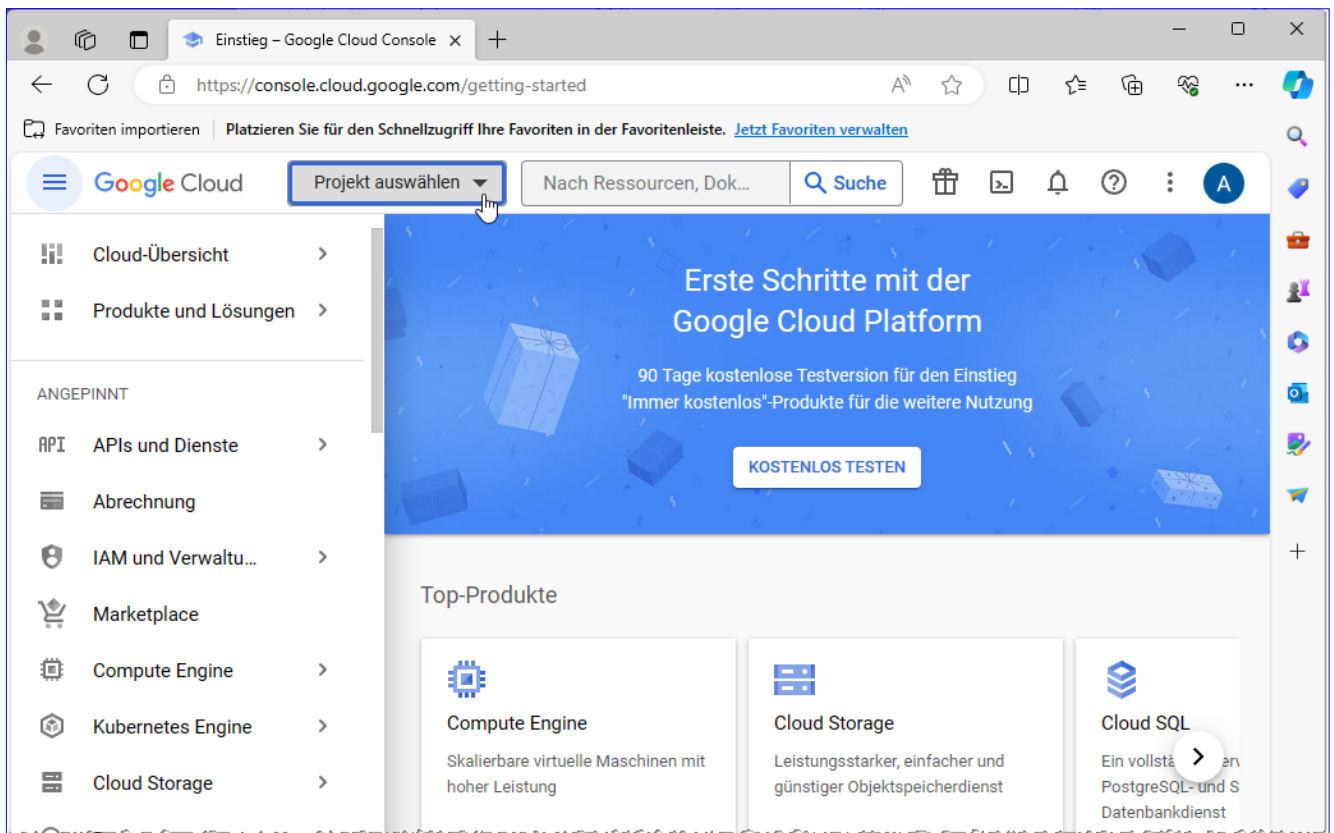 Einstieg – Google Cloud Console
https://console.cloud.google.com/getting-started
Favoriten importieren
Platzieren Sie für den Schnellzugriff Ihre Favoriten in der Favoritenleiste. Jetzt Favoriten verwalten
Google Cloud
Projekt auswählen
Nach Ressourcen, Dok...
Suche
A
Cloud-Übersicht
Produkte und Lösungen
ANGEPINNT
API APIs und Dienste
Abrechnung
IAM und Verwaltu...
Marketplace
Compute Engine
Kubernetes Engine
Cloud Storage
Erste Schritte mit der
Google Cloud Platform
90 Tage kostenlose Testversion für den Einstieg
"Immer kostenlos"-Produkte für die weitere Nutzung
KOSTENLOS TESTEN
Top-Produkte
Compute Engine
Skalierbare virtuelle Maschinen mit
hoher Leistung
Cloud Storage
Leistungsstarker, einfacher und
günstiger Objektspeicherdienst
Cloud SQL
Ein
PostgreSQL- und
Datenbankdienst